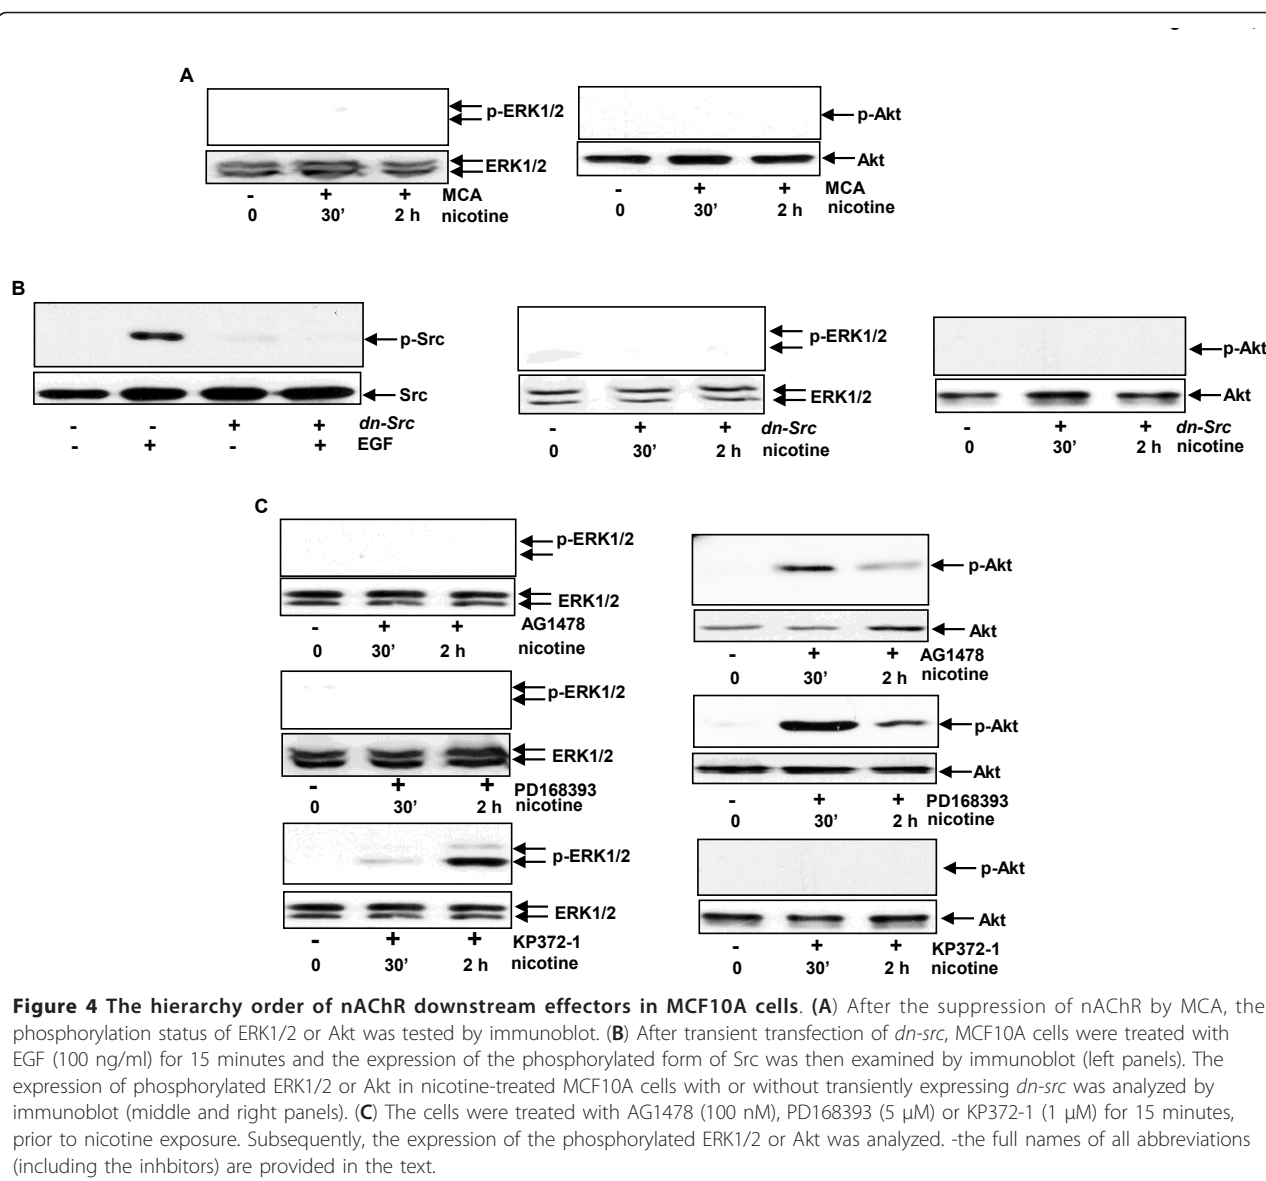 A
p-ERK1/2
ERK1/2
- + + MCA
0 30' 2 h nicotine
p-Akt
Akt
- + + MCA
0 30' 2 h nicotine
B
p-Src
Src
- - + + dn-Src
- + - + EGF
p-ERK1/2
ERK1/2
- + + dn-Src
0 30' 2 h nicotine
p-Akt
Akt
- + + dn-Src
0 30' 2 h nicotine
C
p-ERK1/2
ERK1/2
- + + AG1478
0 30' 2 h nicotine
p-Akt
Akt
- + + AG1478
0 30' 2 h nicotine
p-ERK1/2
ERK1/2
- + + PD168393
0 30' 2 h nicotine
p-Akt
Akt
- + + PD168393
0 30' 2 h nicotine
p-ERK1/2
ERK1/2
- + + KP372-1
0 30' 2 h nicotine
p-Akt
Akt
- + + KP372-1
0 30' 2 h nicotine
Figure 4 The hierarchy order of nAChR downstream effectors in MCF10A cells. (A) After the suppression of nAChR by MCA, the
phosphorylation status of ERK1/2 or Akt was tested by immunoblot. (B) After transient transfection of dn-src, MCF10A cells were treated with
EGF (100 ng/ml) for 15 minutes and the expression of the phosphorylated form of Src was then examined by immunoblot (left panels). The
expression of phosphorylated ERK1/2 or Akt in nicotine-treated MCF10A cells with or without transiently expressing dn-src was analyzed by
immunoblot (middle and right panels). (C) The cells were treated with AG1478 (100 nM), PD168393 (5 μM) or KP372-1 (1 μM) for 15 minutes,
prior to nicotine exposure. Subsequently, the expression of the phosphorylated ERK1/2 or Akt was analyzed. -the full names of all abbreviations
(including the inhbitors) are provided in the text.